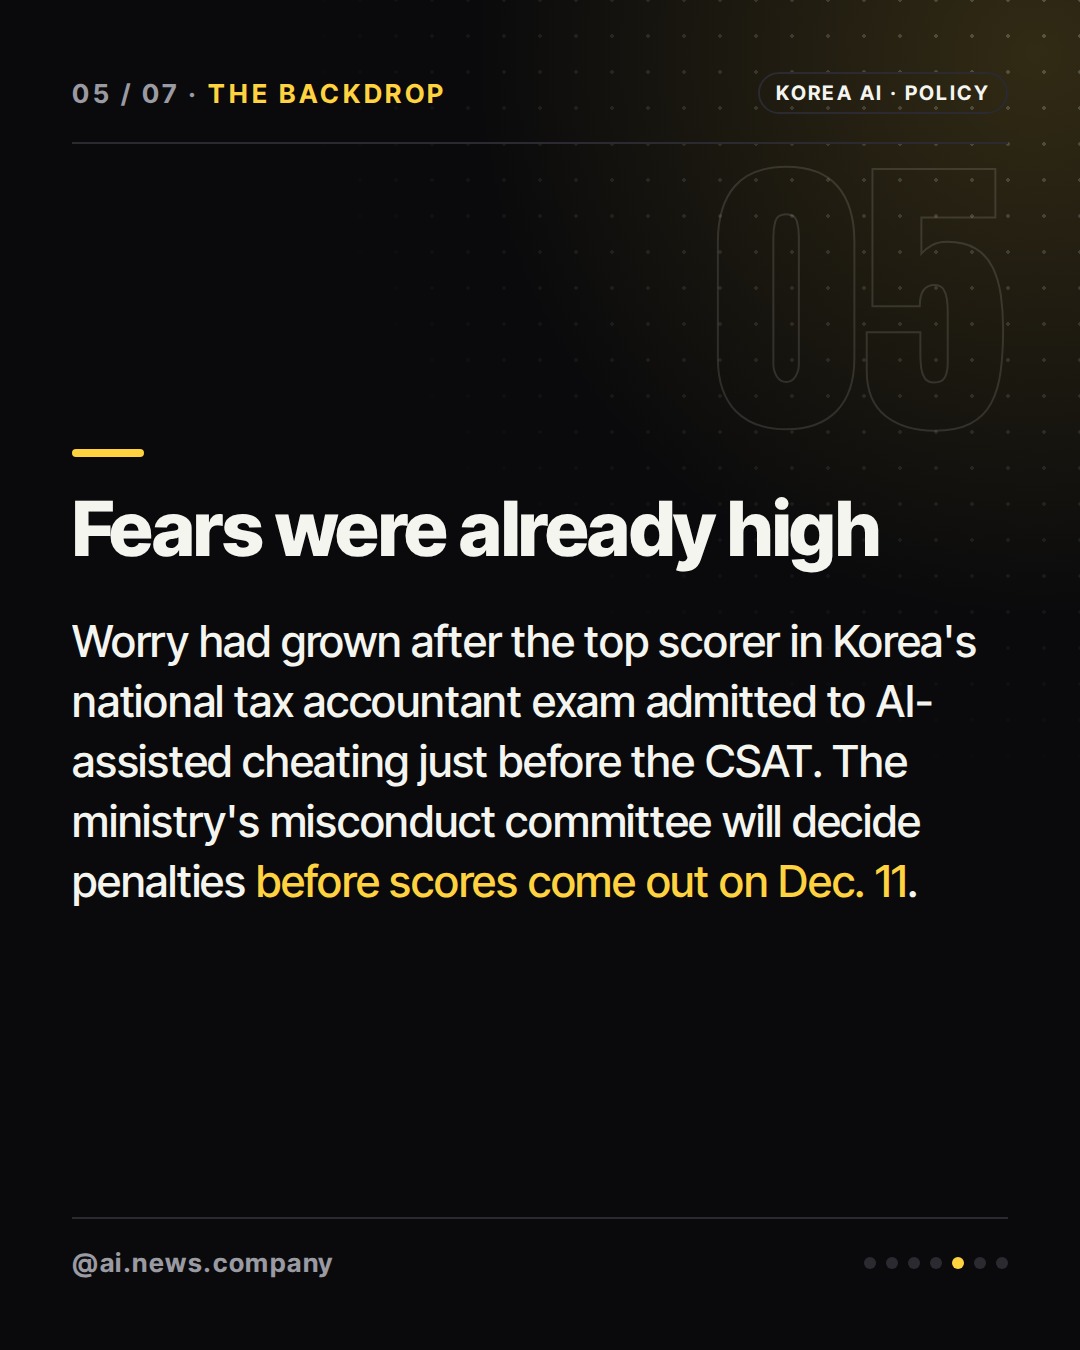 05 / 07 · THE BACKDROP
KOREA AI · POLICY
05
Fears were already high
Worry had grown after the top scorer in Korea's
national tax accountant exam admitted to AI-
assisted cheating just before the CSAT. The
ministry's misconduct committee will decide
penalties before scores come out on Dec. 11.
@ai.news.company